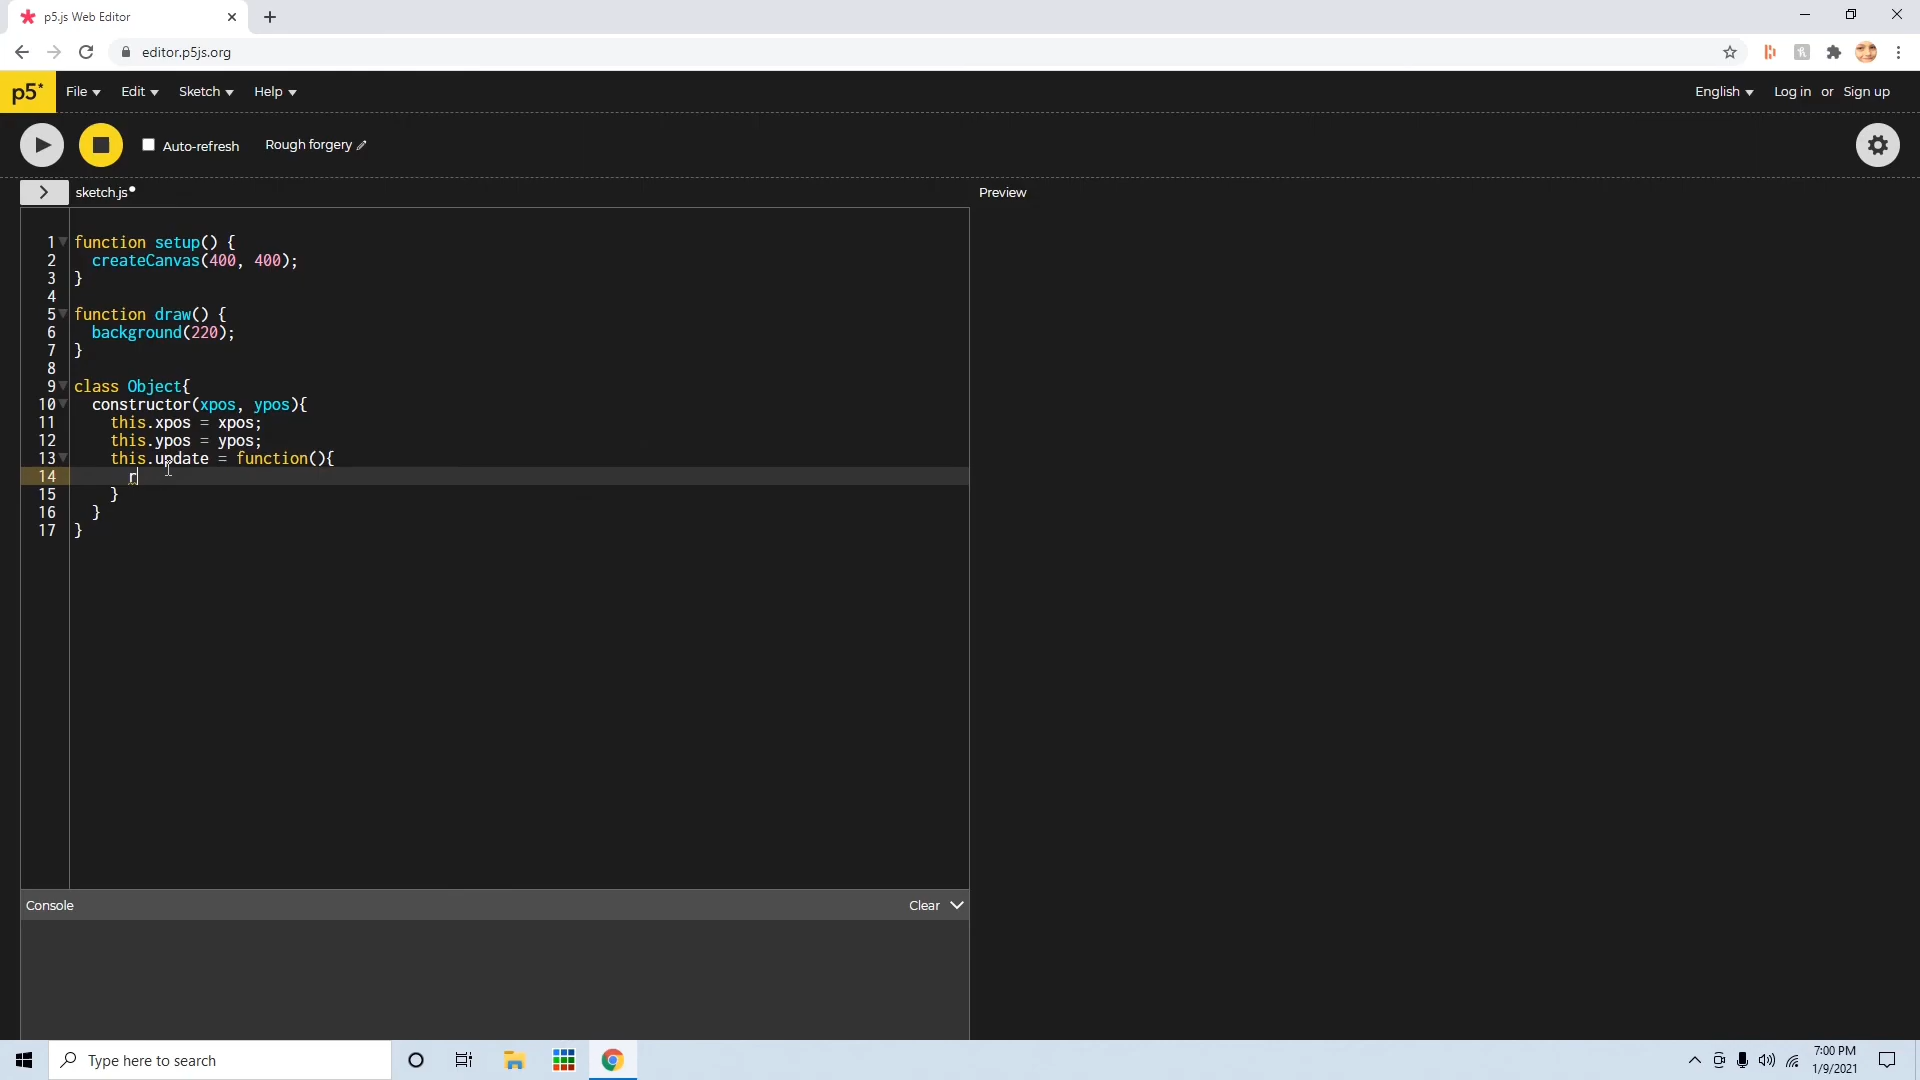 p5.js Web Editor
editor.p5js.org
p5* File Edit Sketch Help English Log in or Sign up
Auto-refresh Rough forgery
sketch.js Preview
1 function setup() {
2 createCanvas(400, 400);
3 }
4
5 function draw() {
6 background(220);
7 }
8
9 class Object{
10 constructor(xpos, ypos){
11 this.xpos = xpos;
12 this.ypos = ypos;
13 this.update = function(){
14 r
15 }
16 }
17 }
Console Clear
Type here to search
7:00 PM
1/9/2021